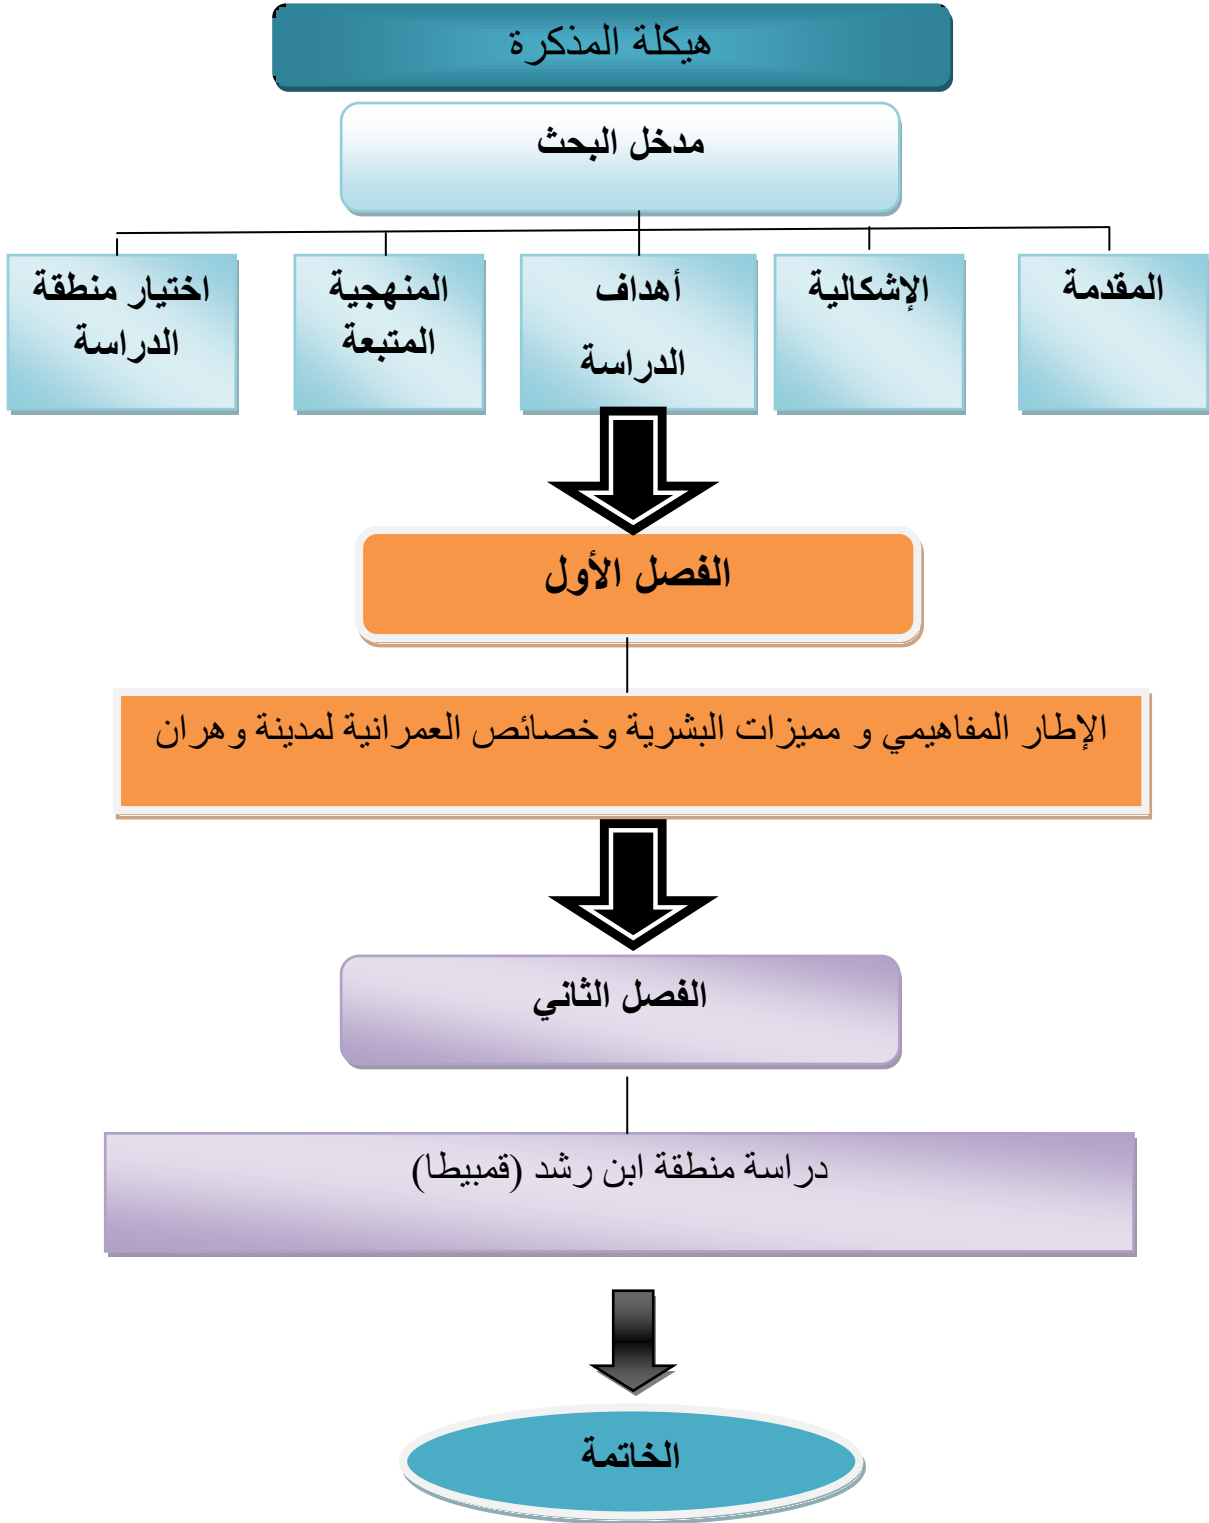 هيكلة المذكرة
مدخل البحث
المقدمة
الإشكالية
أهداف
الدراسة
المنهجية
المتبعة
اختيار منطقة
الدراسة
الفصل الأول
الإطار المفاهيمي و مميزات البشرية وخصائص العمرانية لمدينة وهران
الفصل الثاني
دراسة منطقة ابن رشد (قمبيطا)
الخاتمة